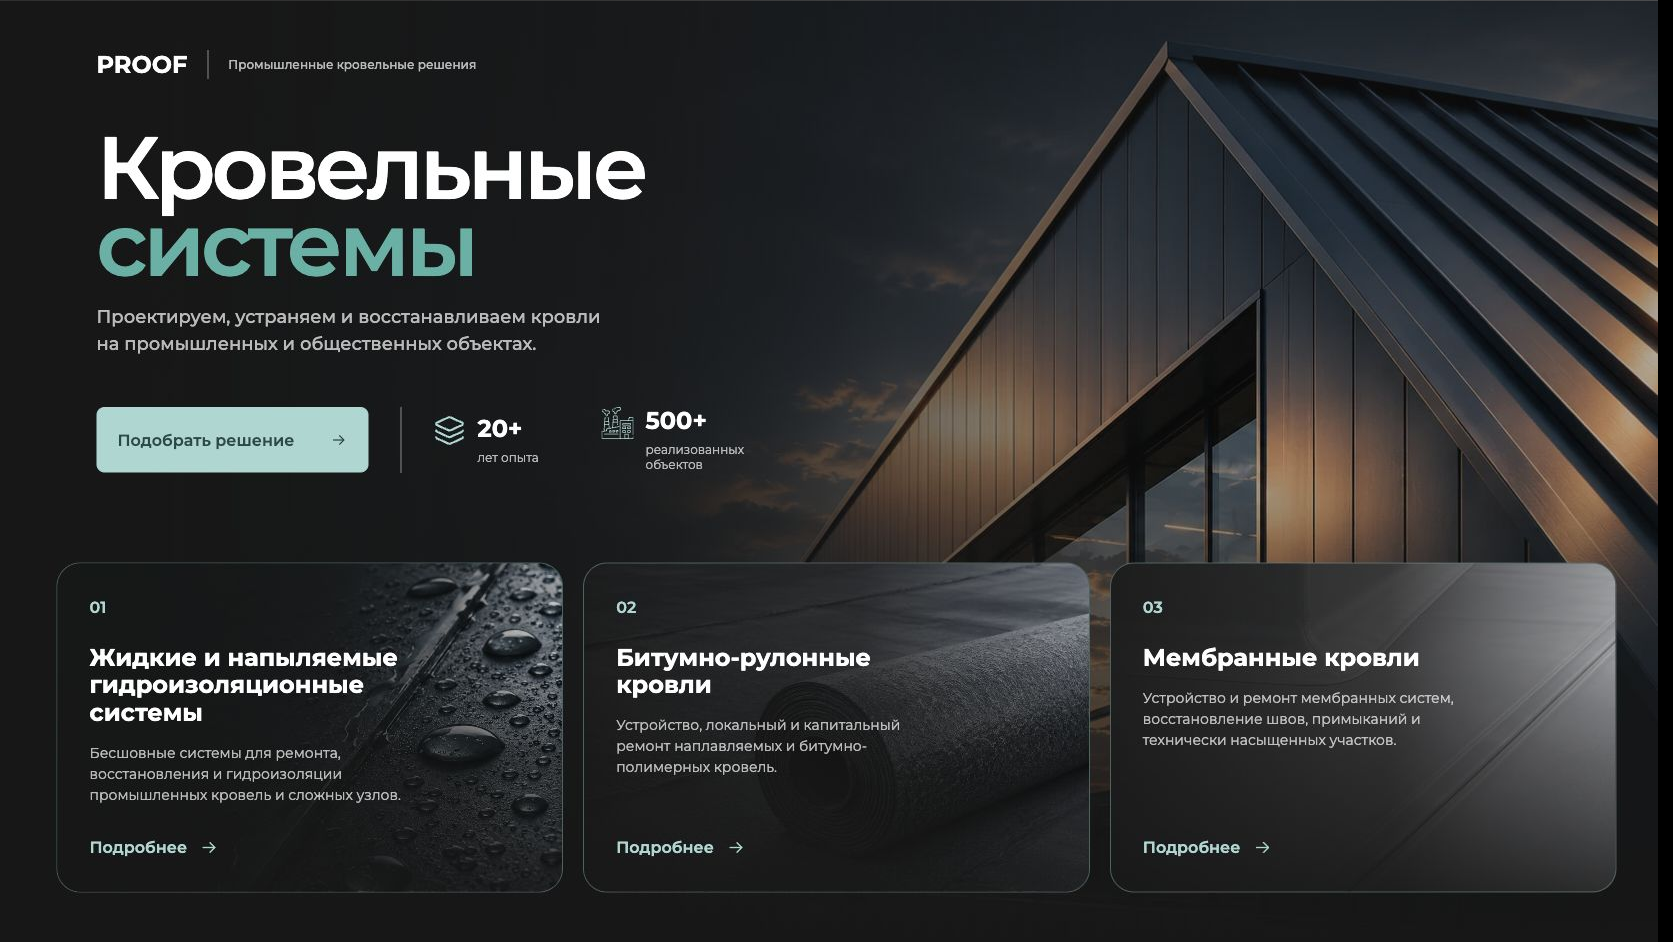 PROOF
Промышленные кровельные решения
Кровельные
системы
Проектируем, устраняем и восстанавливаем кровли
на промышленных и общественных объектах.
Подобрать решение →
20+
лет опыта
500+
реализованных
объектов
01
Жидкие и напыляемые
гидроизоляционные
системы
Бесшовные системы для ремонта,
восстановления и гидроизоляции
промышленных кровель и сложных узлов.
Подробнее →
02
Битумно-рулонные
кровли
Устройство, локальный и капитальный
ремонт наплавляемых и битумно-
полимерных кровель.
Подробнее →
03
Мембранные кровли
Устройство и ремонт мембранных систем,
восстановление швов, примыканий и
технически насыщенных участков.
Подробнее →